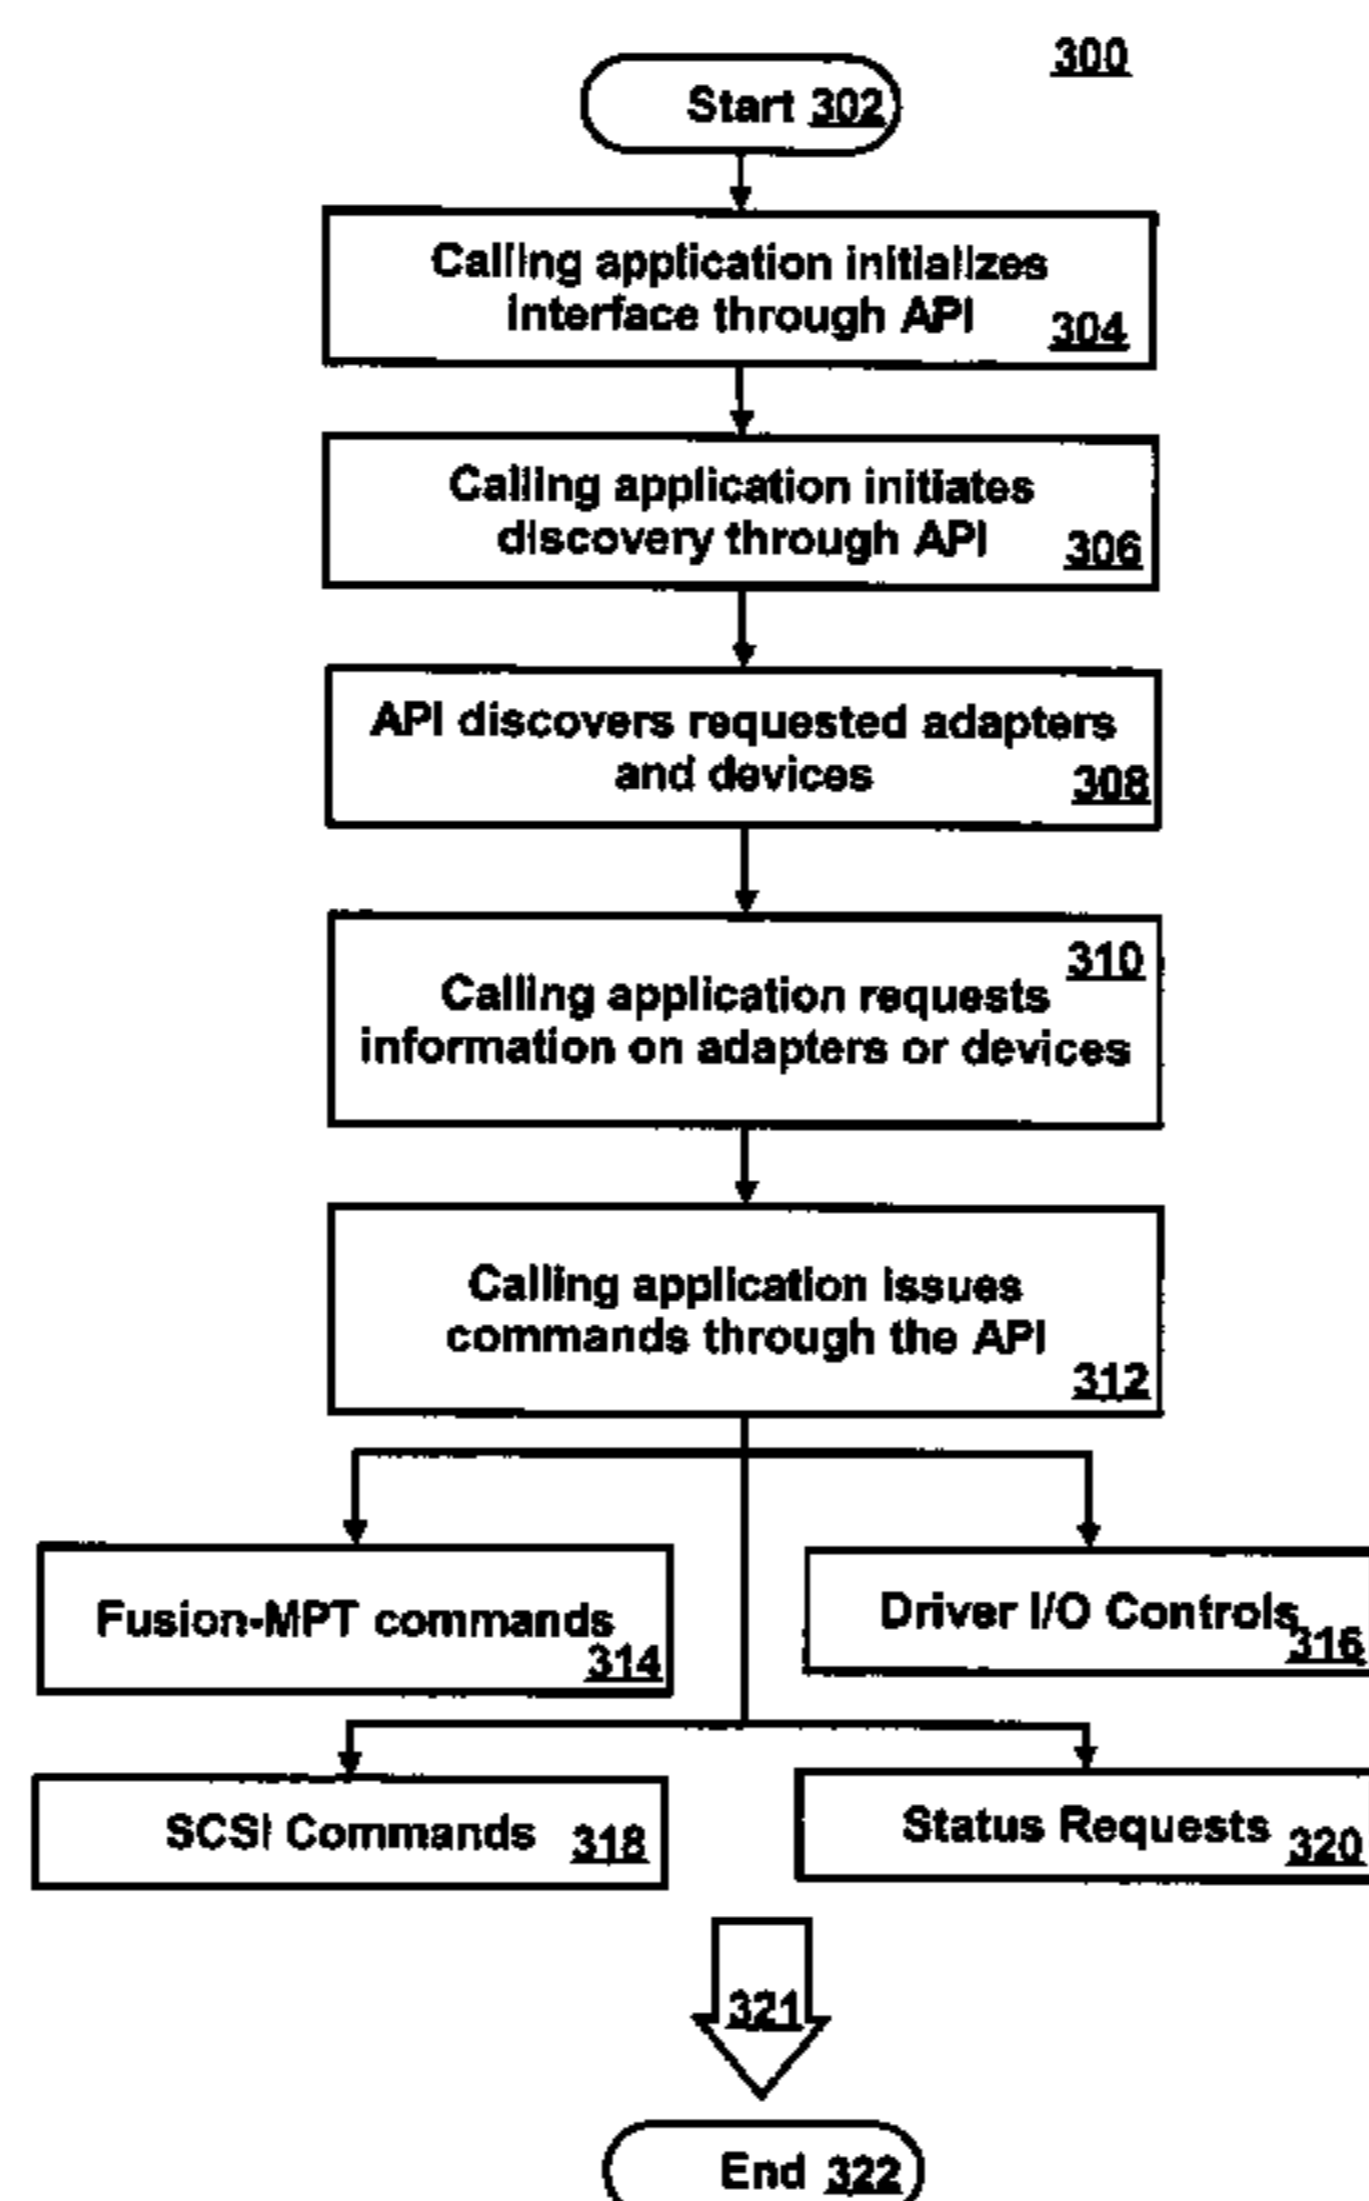 300
Start 302
Calling application initializes
interface through API 304
Calling application initiates
discovery through API 306
API discovers requested adapters
and devices 308
310
Calling application requests
information on adapters or devices
Calling application issues
commands through the API
312
Fusion-MPT commands
314
Driver I/O Controls
316
SCSI Commands 318
Status Requests 320
321
End 322